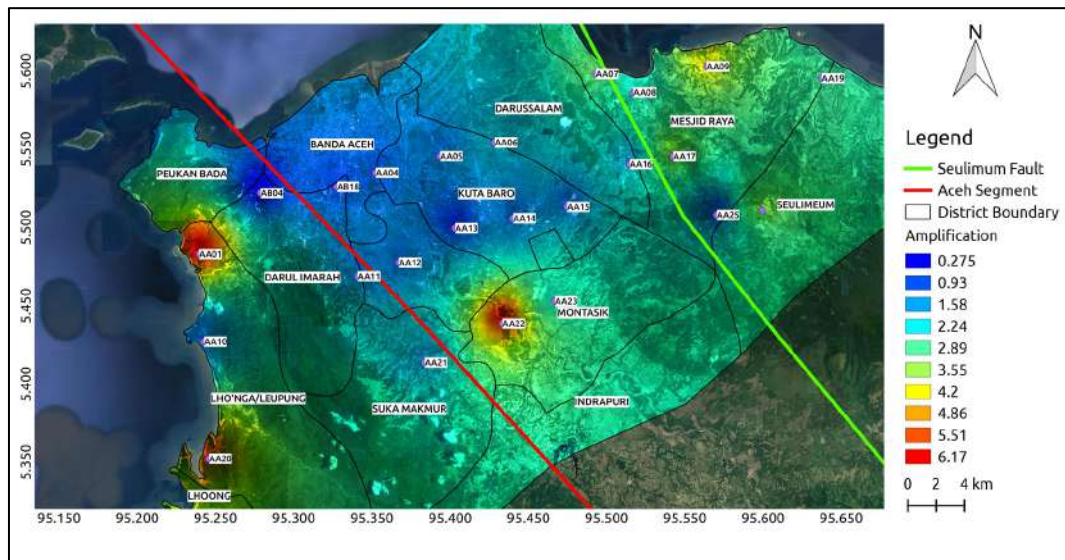 N
5.600
5.550
5.500
5.450
5.400
5.350
AA07
AA09
AA19
AA08
DARUSSALAM
MESJID RAYA
BANDA ACEH
AA06
AA05
AA17
AA16
PEUKAN BADA
AA04
AB04
AB18
KUTA BARO
AA15
SEULIMEUM
AA14
AA25
AA13
AA01
AA12
DARUL IMARAH
AA11
AA23
MONTASIK
AA22
AA10
AA21
LHO'NGA/LEUPUNG
SUKA MAKMUR
INDRAPURI
AA20
LHOONG
95.150 95.200 95.250 95.300 95.350 95.400 95.450 95.500 95.550 95.600 95.650
Legend
Seulimum Fault
Aceh Segment
District Boundary
Amplification
0.275
0.93
1.58
2.24
2.89
3.55
4.2
4.86
5.51
6.17
0 2 4 km